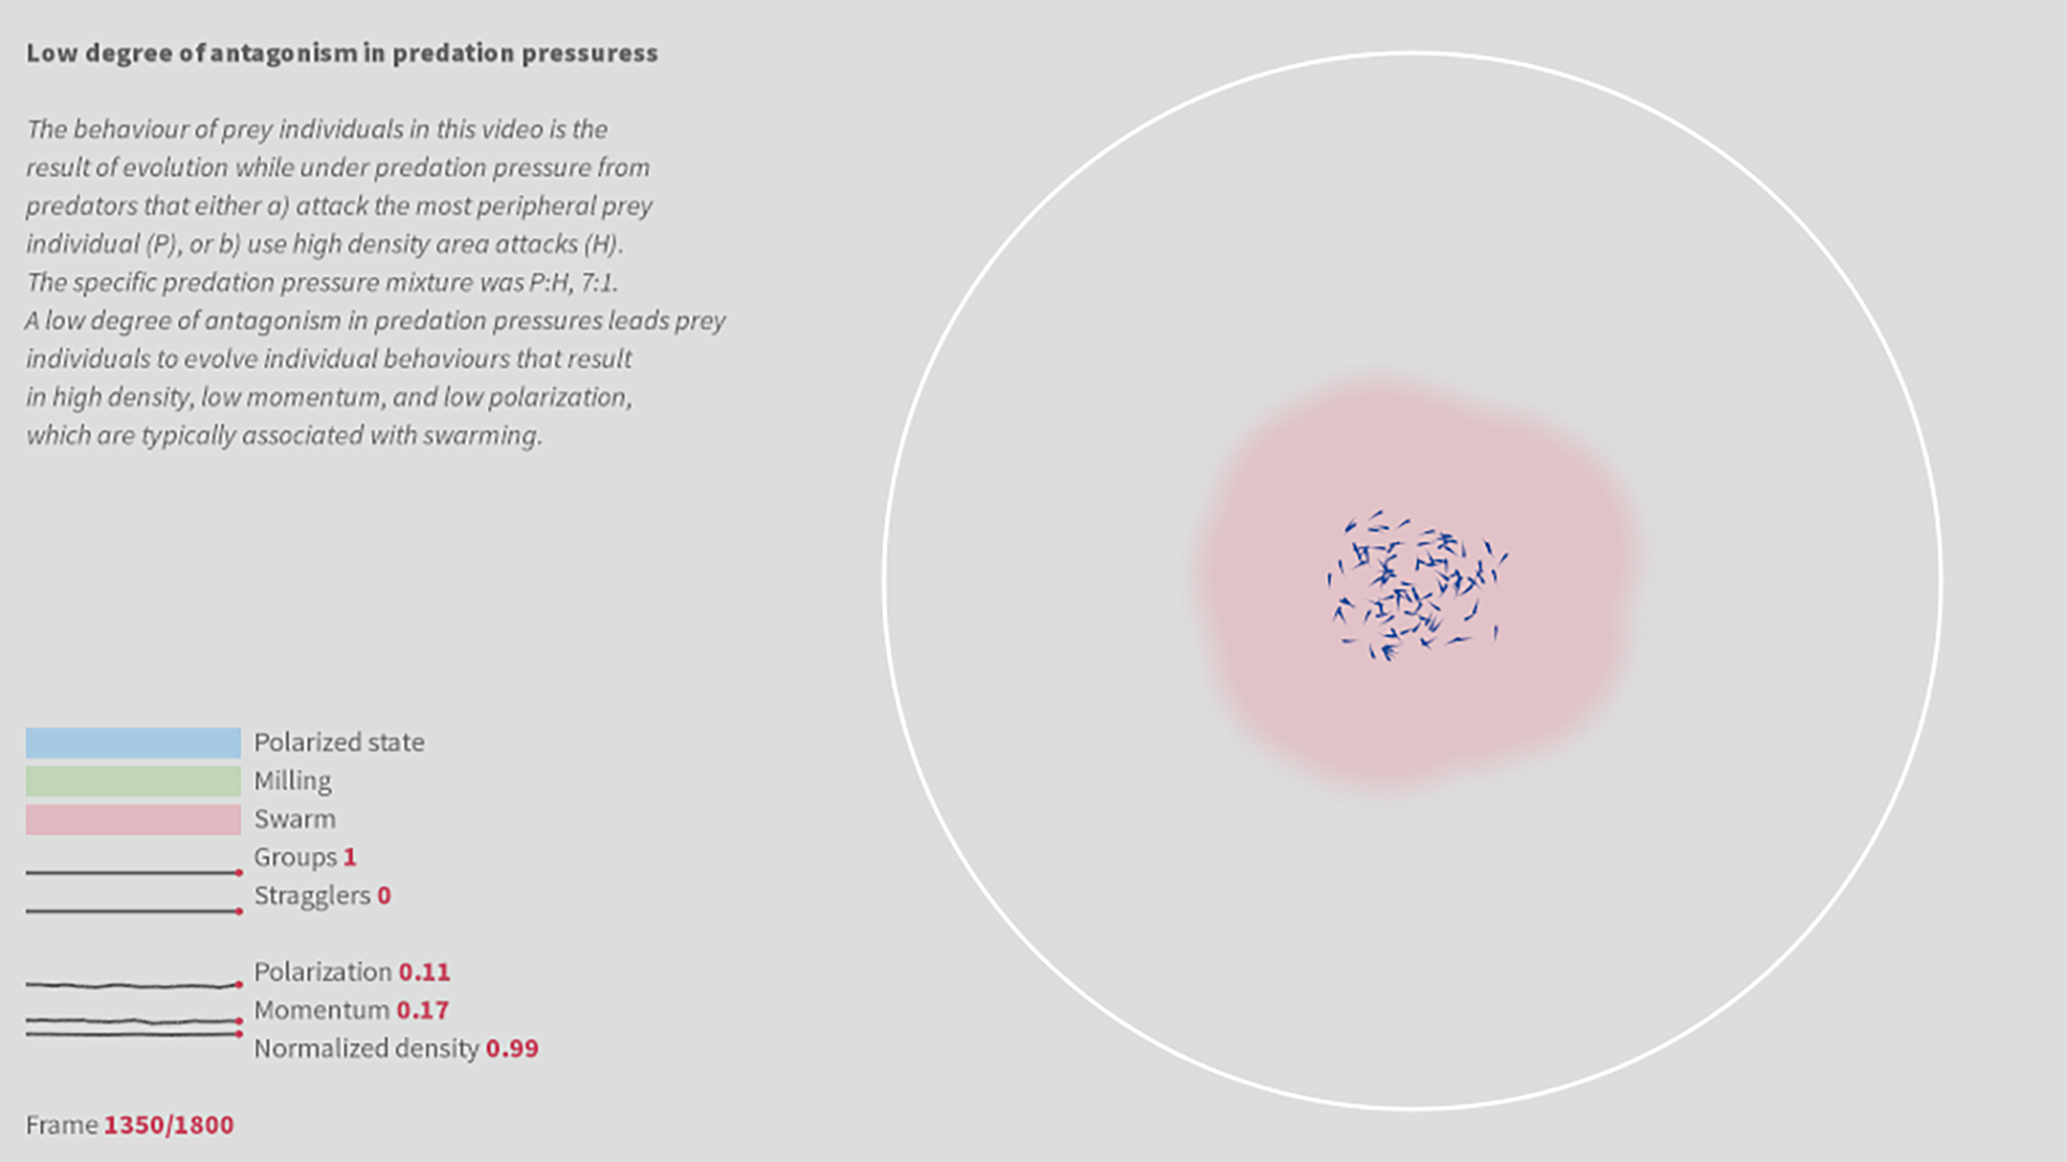 Low degree of antagonism in predation pressuress
The behaviour of prey individuals in this video is the
result of evolution while under predation pressure from
predators that either a) attack the most peripheral prey
individual (P), or b) use high density area attacks (H).
The specific predation pressure mixture was P:H, 7:1.
A low degree of antagonism in predation pressures leads prey
individuals to evolve individual behaviours that result
in high density, low momentum, and low polarization,
which are typically associated with swarming.
Polarized state
Milling
Swarm
Groups 1
Stragglers 0
Polarization 0.11
Momentum 0.17
Normalized density 0.99
Frame 1350/1800